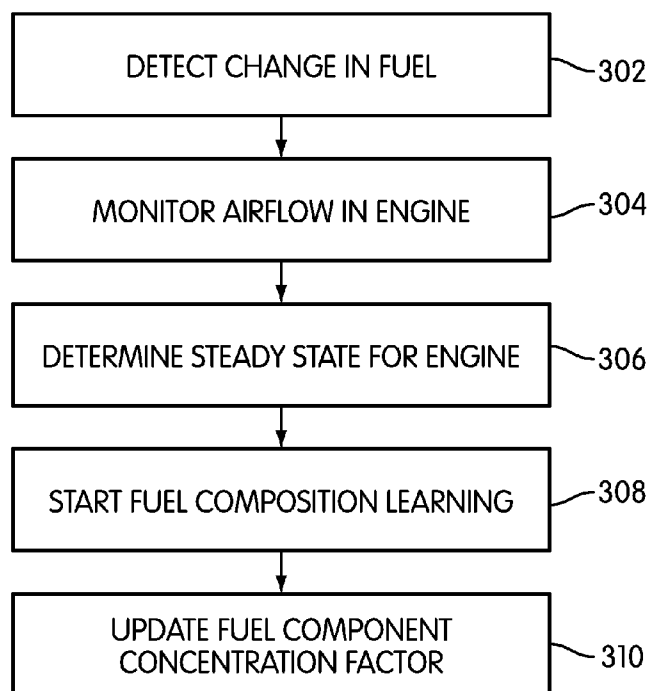 DETECT CHANGE IN FUEL
302
MONITOR AIRFLOW IN ENGINE
304
DETERMINE STEADY STATE FOR ENGINE
306
START FUEL COMPOSITION LEARNING
308
UPDATE FUEL COMPONENT
CONCENTRATION FACTOR
310